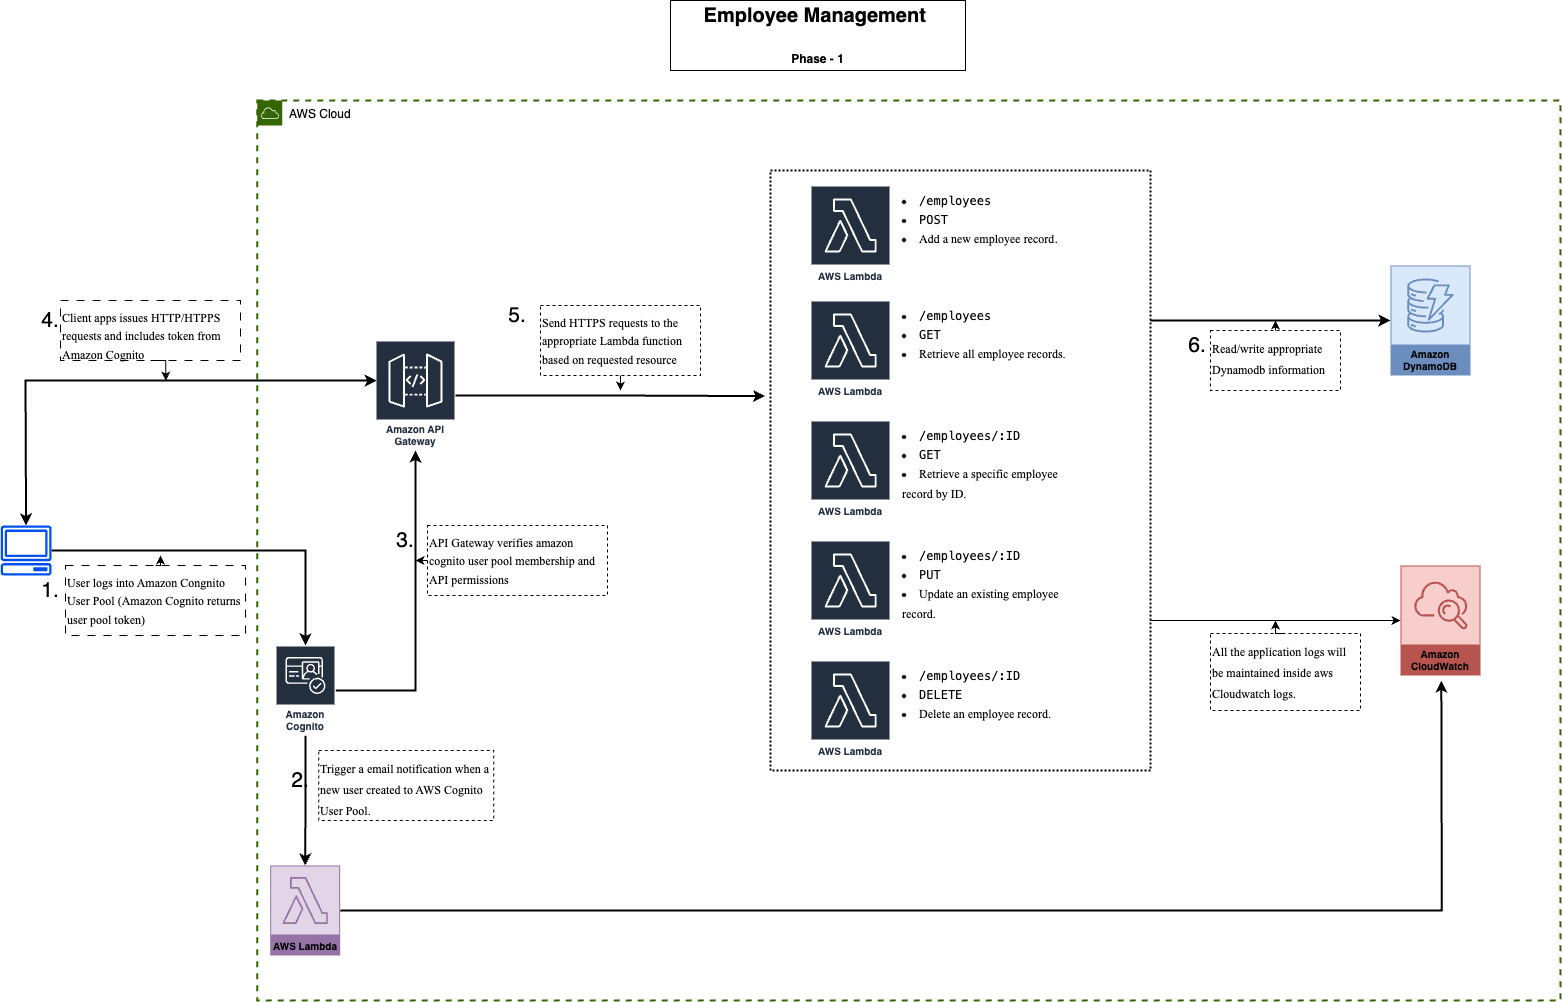 Employee Management
Phase - 1
AWS Cloud
4.
Client apps issues HTTP/HTPPS
requests and includes token from
Amazon Cognito
5.
Send HTTPS requests to the
appropriate Lambda function
based on requested resource
Amazon API
Gateway
AWS Lambda
• /employees
• POST
• Add a new employee record.
AWS Lambda
• /employees
• GET
• Retrieve all employee records.
AWS Lambda
• /employees/:ID
• GET
• Retrieve a specific employee
record by ID.
AWS Lambda
• /employees/:ID
• PUT
• Update an existing employee
record.
AWS Lambda
• /employees/:ID
• DELETE
• Delete an employee record.
6.
Read/write appropriate
Dynamodb information
Amazon
DynamoDB
1.
User logs into Amazon Congnito
User Pool (Amazon Cognito returns
user pool token)
3.
API Gateway verifies amazon
cognito user pool membership and
API permissions
Amazon
Cognito
2.
Trigger a email notification when a
new user created to AWS Cognito
User Pool.
AWS Lambda
All the application logs will
be maintained inside aws
Cloudwatch logs.
Amazon
CloudWatch